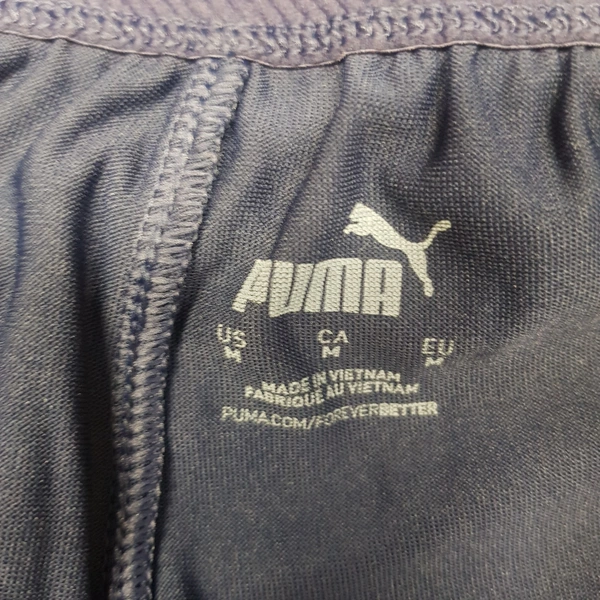 PUMA
US CA EU
M M M
MADE IN VIETNAM
FABRIQUE AU VIETNAM
PUMA.COM/FOREVERBETTER